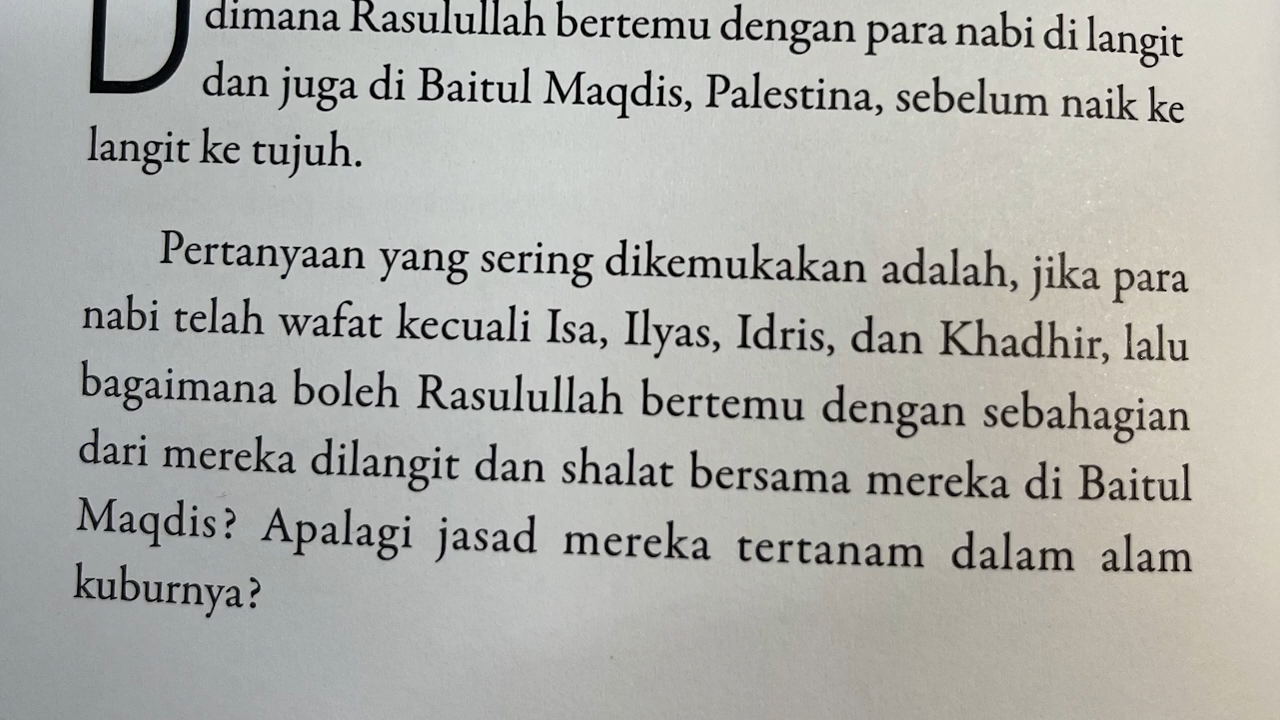 D dimana Rasulullah bertemu dengan para nabi di langit
dan juga di Baitul Maqdis, Palestina, sebelum naik ke
langit ke tujuh.
Pertanyaan yang sering dikemukakan adalah, jika para
nabi telah wafat kecuali Isa, Ilyas, Idris, dan Khadhir, lalu
bagaimana boleh Rasulullah bertemu dengan sebahagian
dari mereka dilangit dan shalat bersama mereka di Baitul
Maqdis? Apalagi jasad mereka tertanam dalam alam
kuburnya?